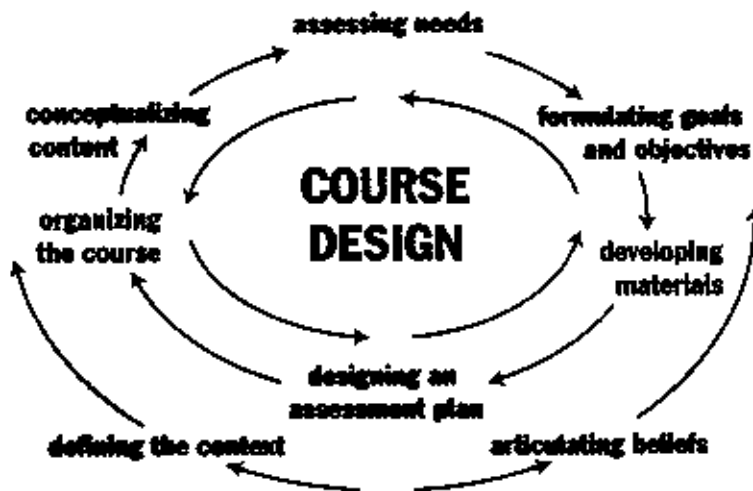 assessing needs
conceptualizing
content
formulating goals
and objectives
COURSE
DESIGN
organizing
the course
developing
materials
designing an
assessment plan
defining the context
articulating beliefs